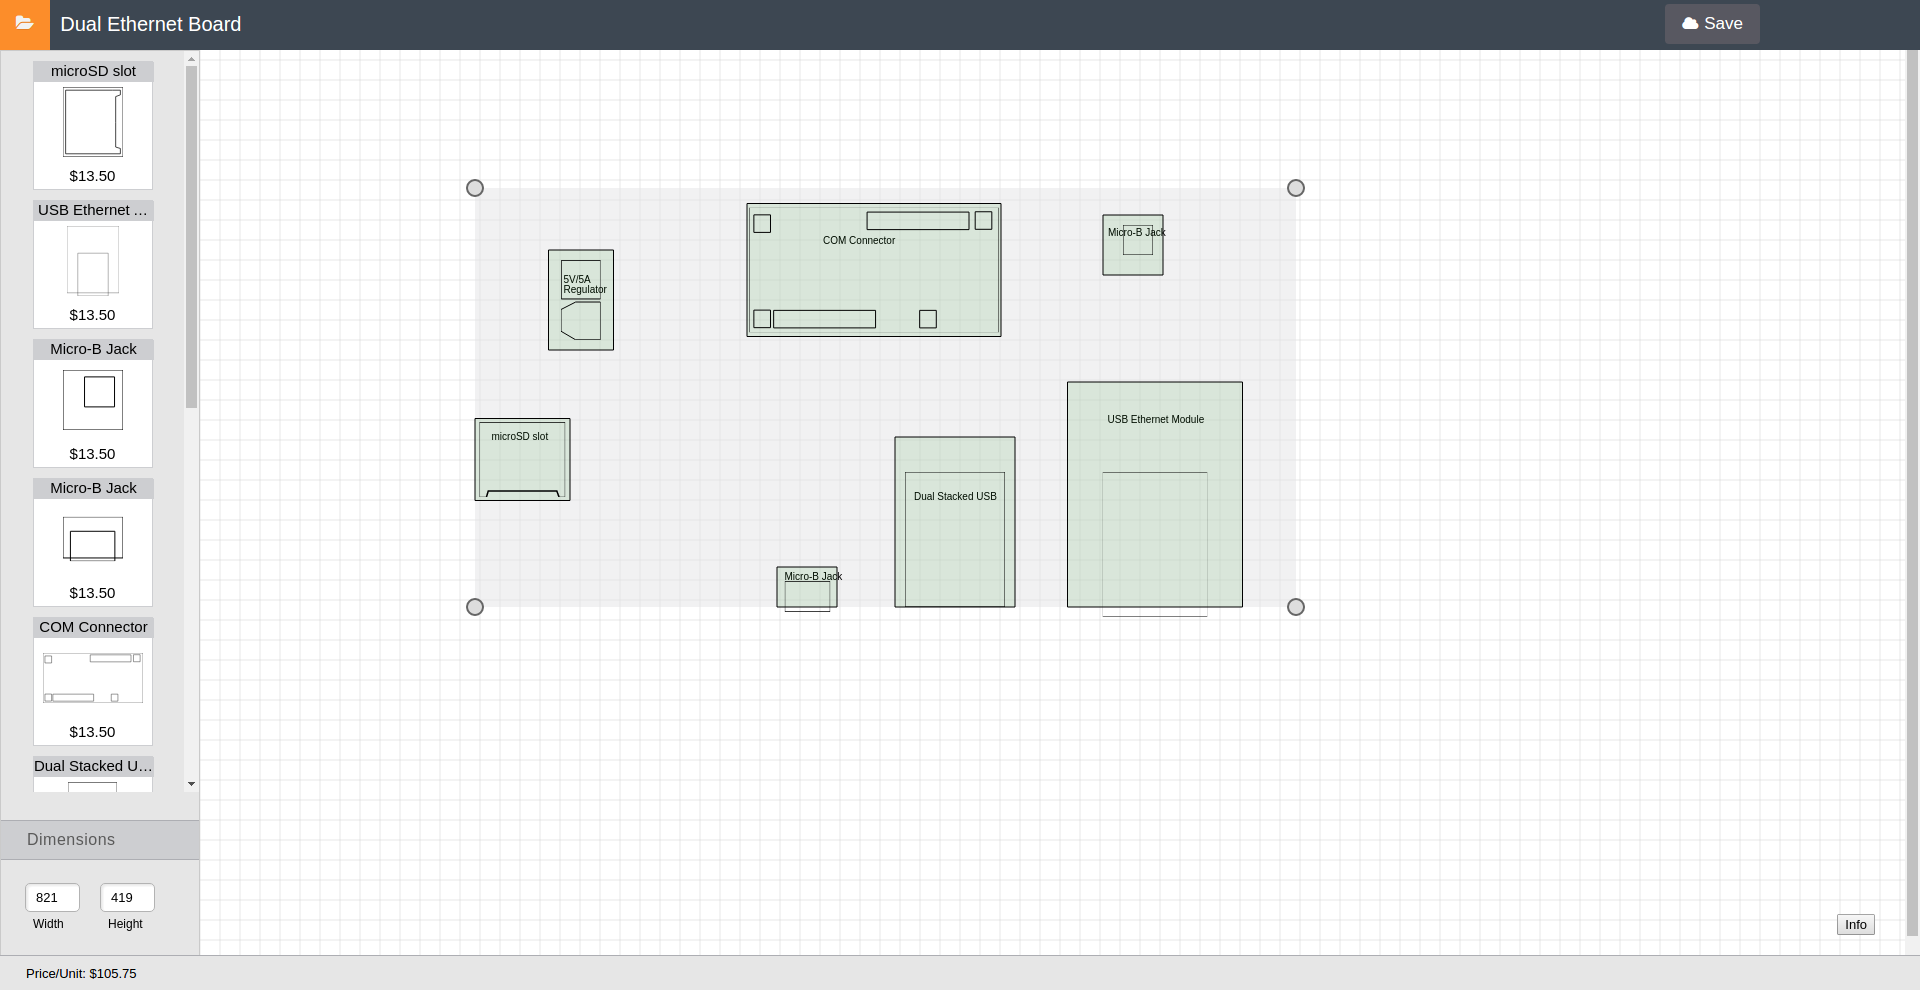 Dual Ethernet Board
Save
microSD slot
$13.50
USB Ethernet ...
$13.50
Micro-B Jack
$13.50
Micro-B Jack
$13.50
COM Connector
$13.50
Dual Stacked U...
COM Connector
Micro-B Jack
5V/5A
Regulator
microSD slot
USB Ethernet Module
Dual Stacked USB
Micro-B Jack
Dimensions
821
419
Width
Height
Info
Price/Unit: $105.75